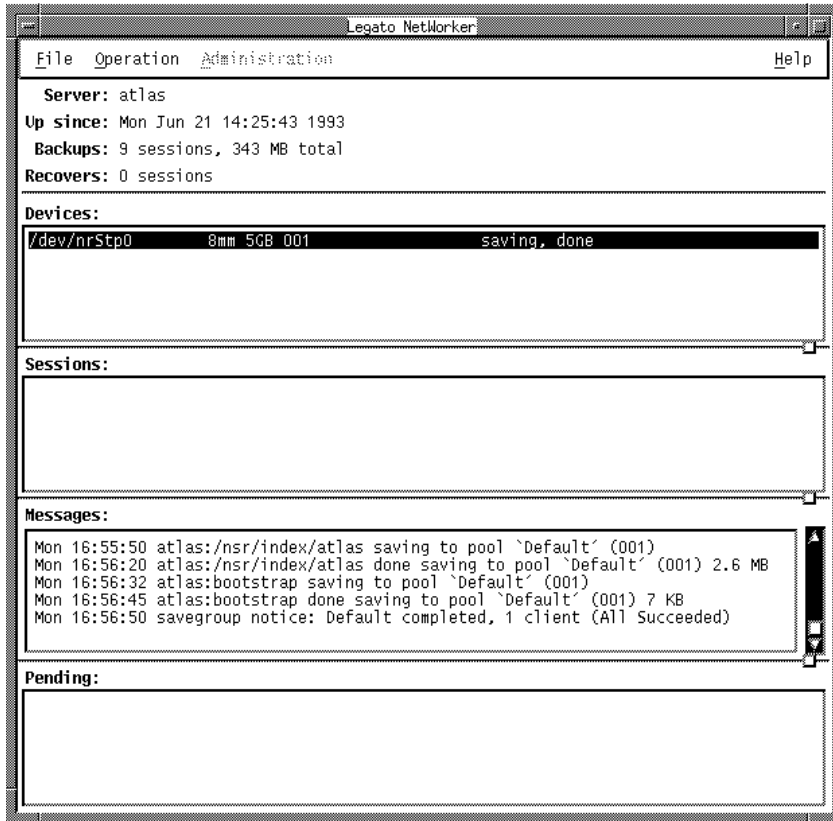 Legato NetWorker
File Operation Administration Help
Server: atlas
Up since: Mon Jun 21 14:25:43 1993
Backups: 9 sessions, 343 MB total
Recovers: 0 sessions
Devices:
/dev/nrStp0 8mm 5GB 001 saving, done
Sessions:
Messages:
Mon 16:55:50 atlas:/nsr/index/atlas saving to pool `Default´ (001)
Mon 16:56:20 atlas:/nsr/index/atlas done saving to pool `Default´ (001) 2.6 MB
Mon 16:56:32 atlas:bootstrap saving to pool `Default´ (001)
Mon 16:56:45 atlas:bootstrap done saving to pool `Default´ (001) 7 KB
Mon 16:56:50 savegroup notice: Default completed, 1 client (All Succeeded)
Pending: